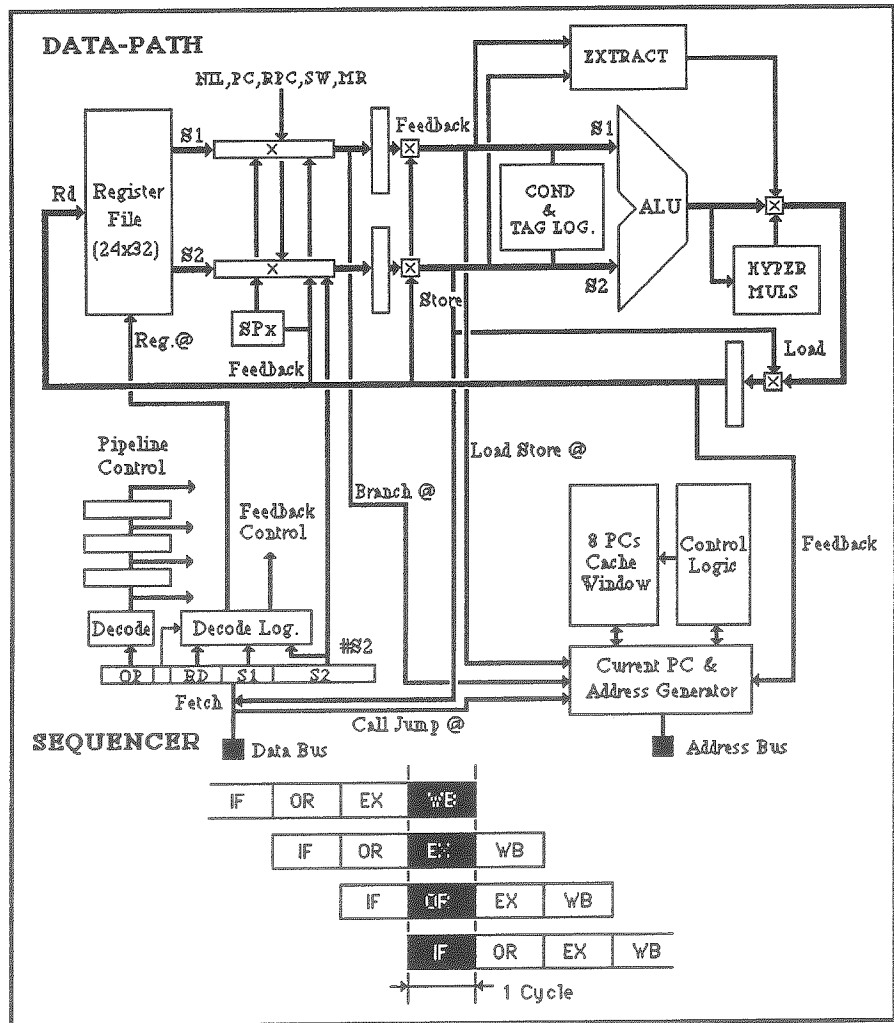 DATA-PATH
EXTRACT
NIL,PC,RPC,SW,MR
Feedback
S1
S1
Rd
Register
File
(24x32)
COND
&
TAG LOG.
ALU
S2
S2
HYPER
MULS
Store
SPx
Reg.@
Feedback
Load
Pipeline
Control
Load Store @
Branch @
Feedback
Control
8 PCs
Cache
Window
Control
Logic
Feedback
Decode
Decode Log.
#S2
OP
RD
S1
S2
Current PC &
Address Generator
Fetch
Call Jump @
SEQUENCER
Data Bus
Address Bus
IF OR EX WB
IF OR EX WB
IF OR EX WB
IF OR EX WB
1 Cycle